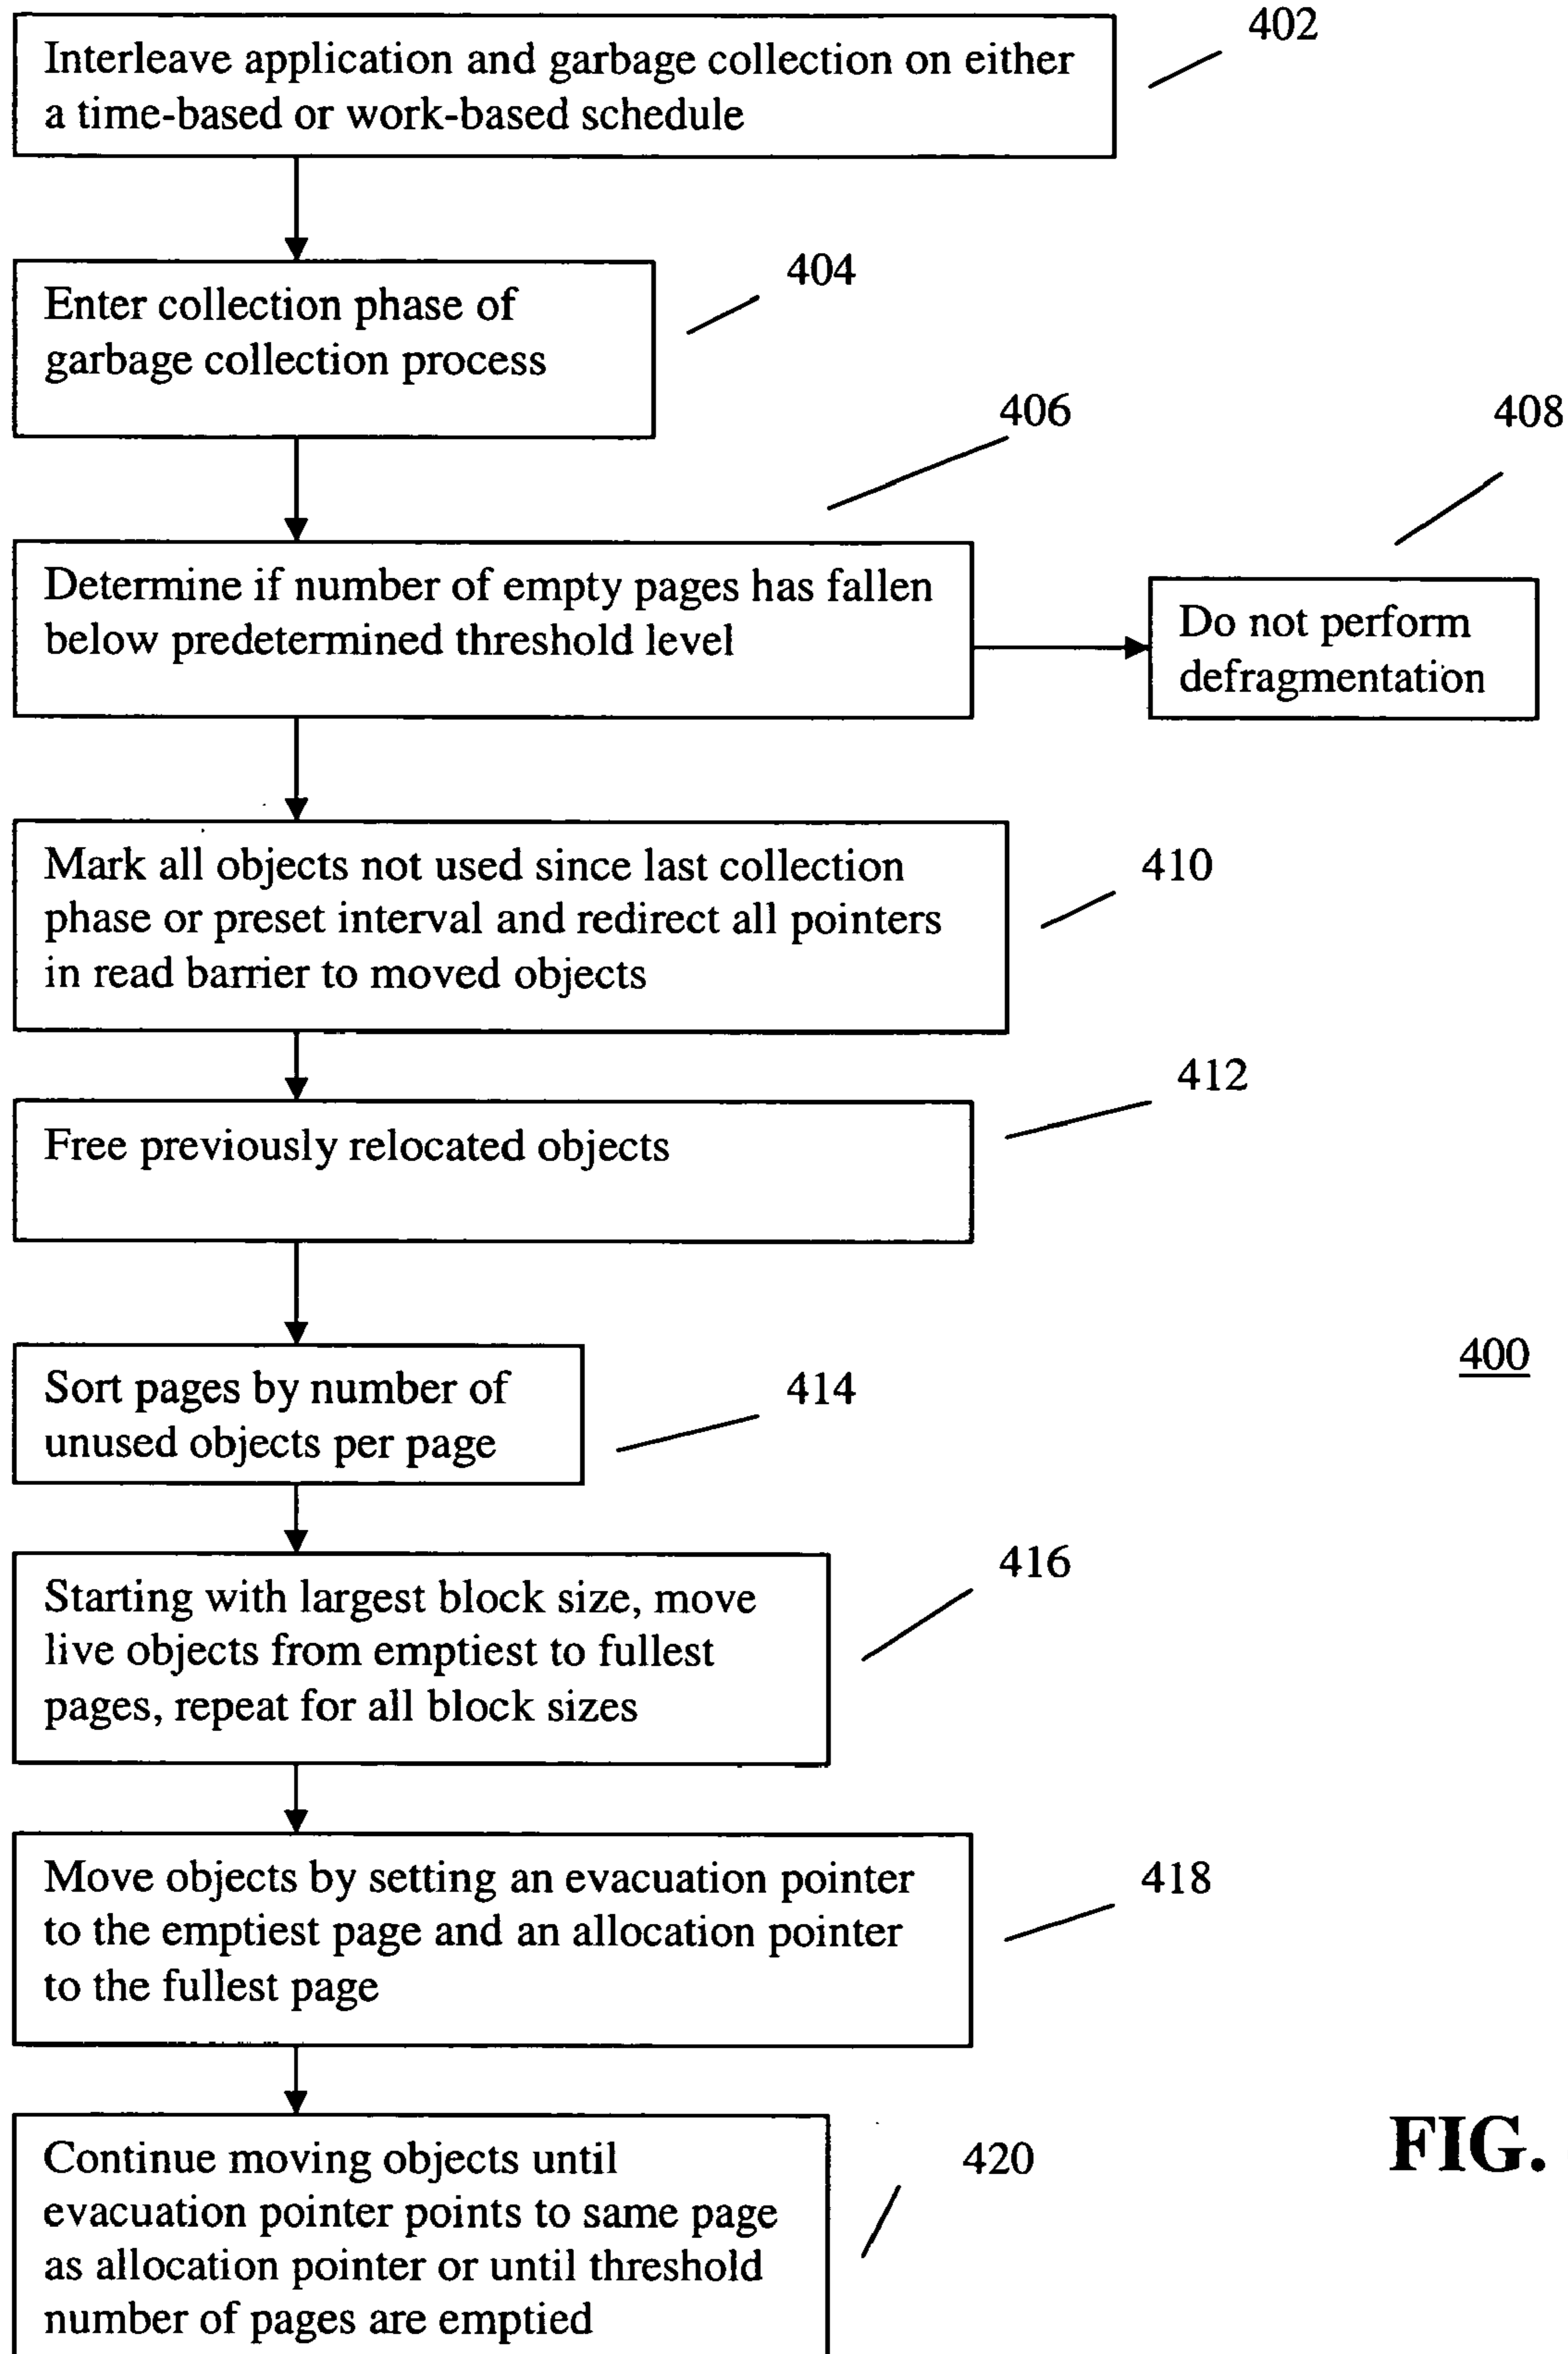 402
Interleave application and garbage collection on either
a time-based or work-based schedule
404
Enter collection phase of
garbage collection process
406
408
Determine if number of empty pages has fallen
below predetermined threshold level
Do not perform
defragmentation
Mark all objects not used since last collection
phase or preset interval and redirect all pointers
in read barrier to moved objects
410
412
Free previously relocated objects
400
Sort pages by number of
unused objects per page
414
416
Starting with largest block size, move
live objects from emptiest to fullest
pages, repeat for all block sizes
Move objects by setting an evacuation pointer
to the emptiest page and an allocation pointer
to the fullest page
418
FIG.
420
Continue moving objects until
evacuation pointer points to same page
as allocation pointer or until threshold
number of pages are emptied